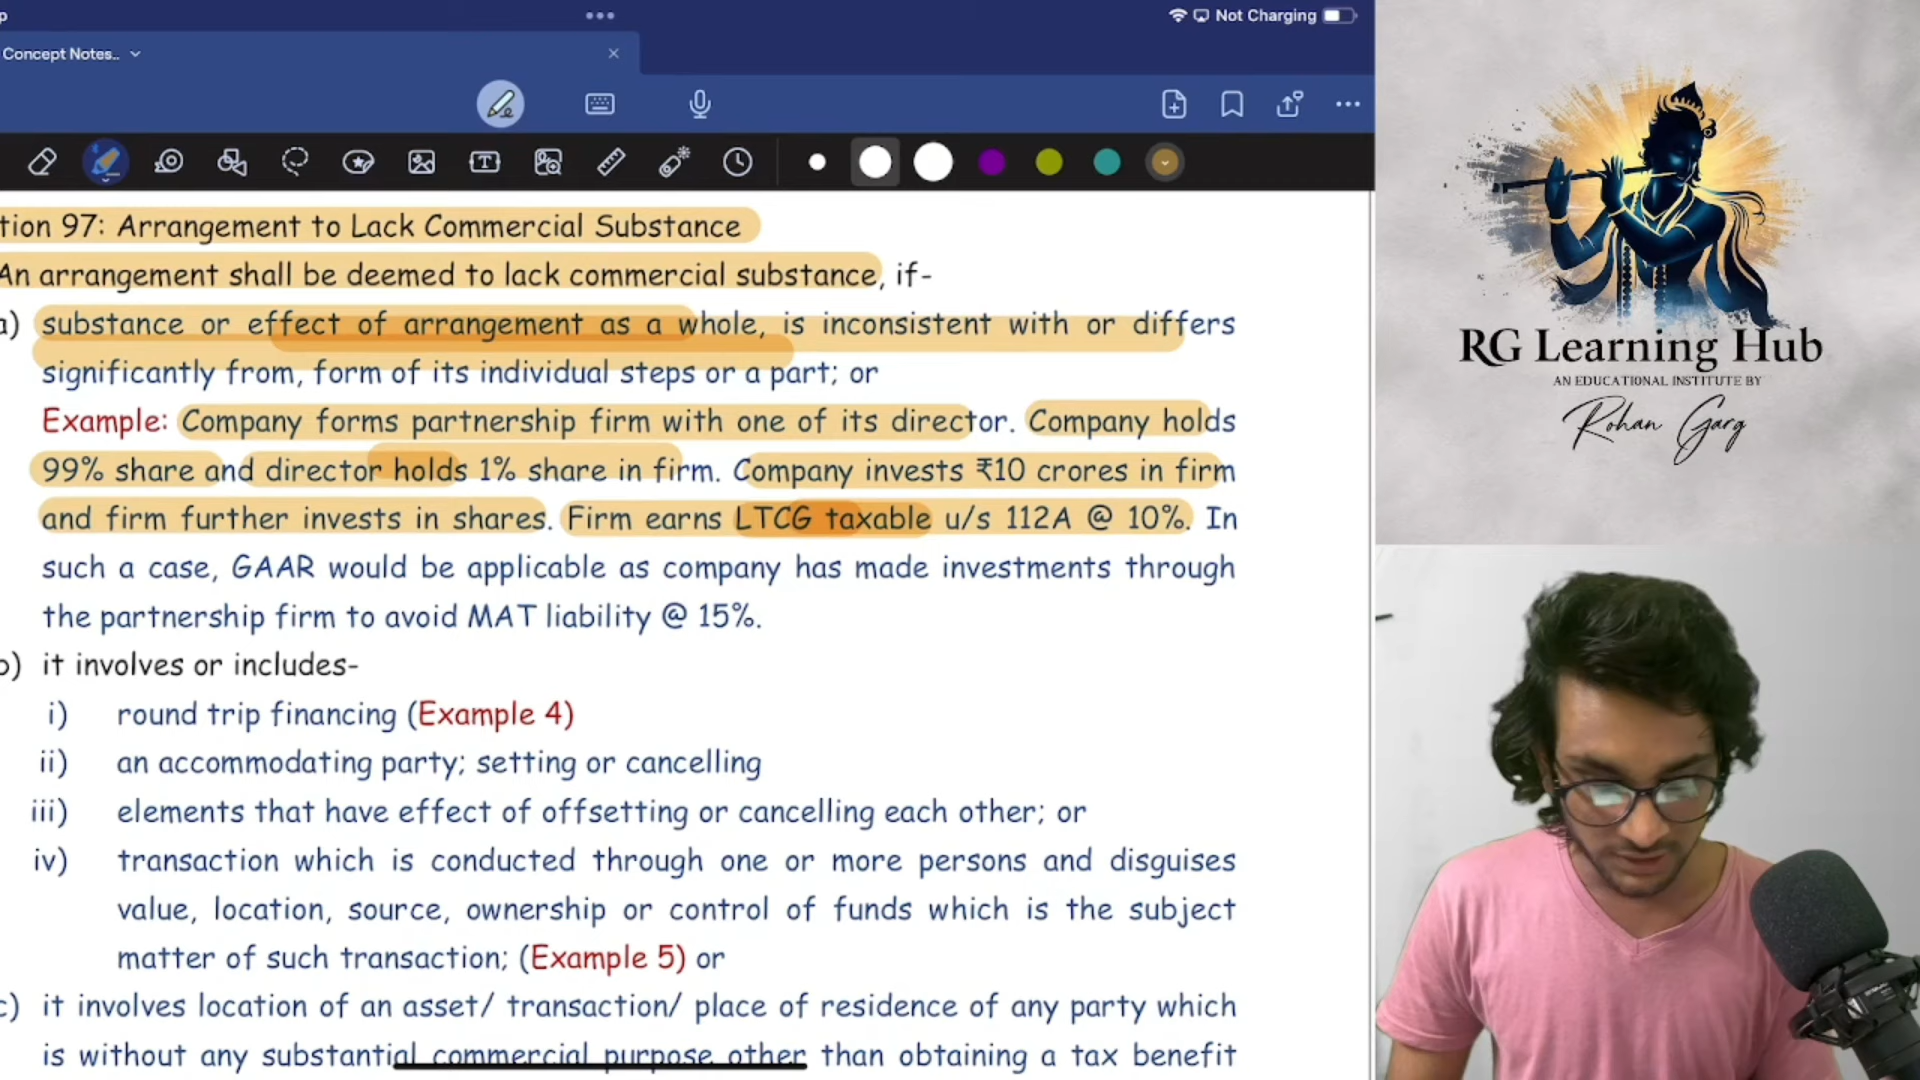 p
Not Charging
Concept Notes..
tion 97: Arrangement to Lack Commercial Substance
An arrangement shall be deemed to lack commercial substance, if-
a) substance or effect of arrangement as a whole, is inconsistent with or differs
significantly from, form of its individual steps or a part; or
Example: Company forms partnership firm with one of its director. Company holds
99% share and director holds 1% share in firm. Company invests ₹10 crores in firm
and firm further invests in shares. Firm earns LTCG taxable u/s 112A @ 10%. In
such a case, GAAR would be applicable as company has made investments through
the partnership firm to avoid MAT liability @ 15%.
b) it involves or includes-
i) round trip financing (Example 4)
ii) an accommodating party; setting or cancelling
iii) elements that have effect of offsetting or cancelling each other; or
iv) transaction which is conducted through one or more persons and disguises
value, location, source, ownership or control of funds which is the subject
matter of such transaction; (Example 5) or
c) it involves location of an asset/ transaction/ place of residence of any party which
is without any substantial commercial purpose other than obtaining a tax benefit
RG Learning Hub
AN EDUCATIONAL INSTITUTE BY
Rohan Garg